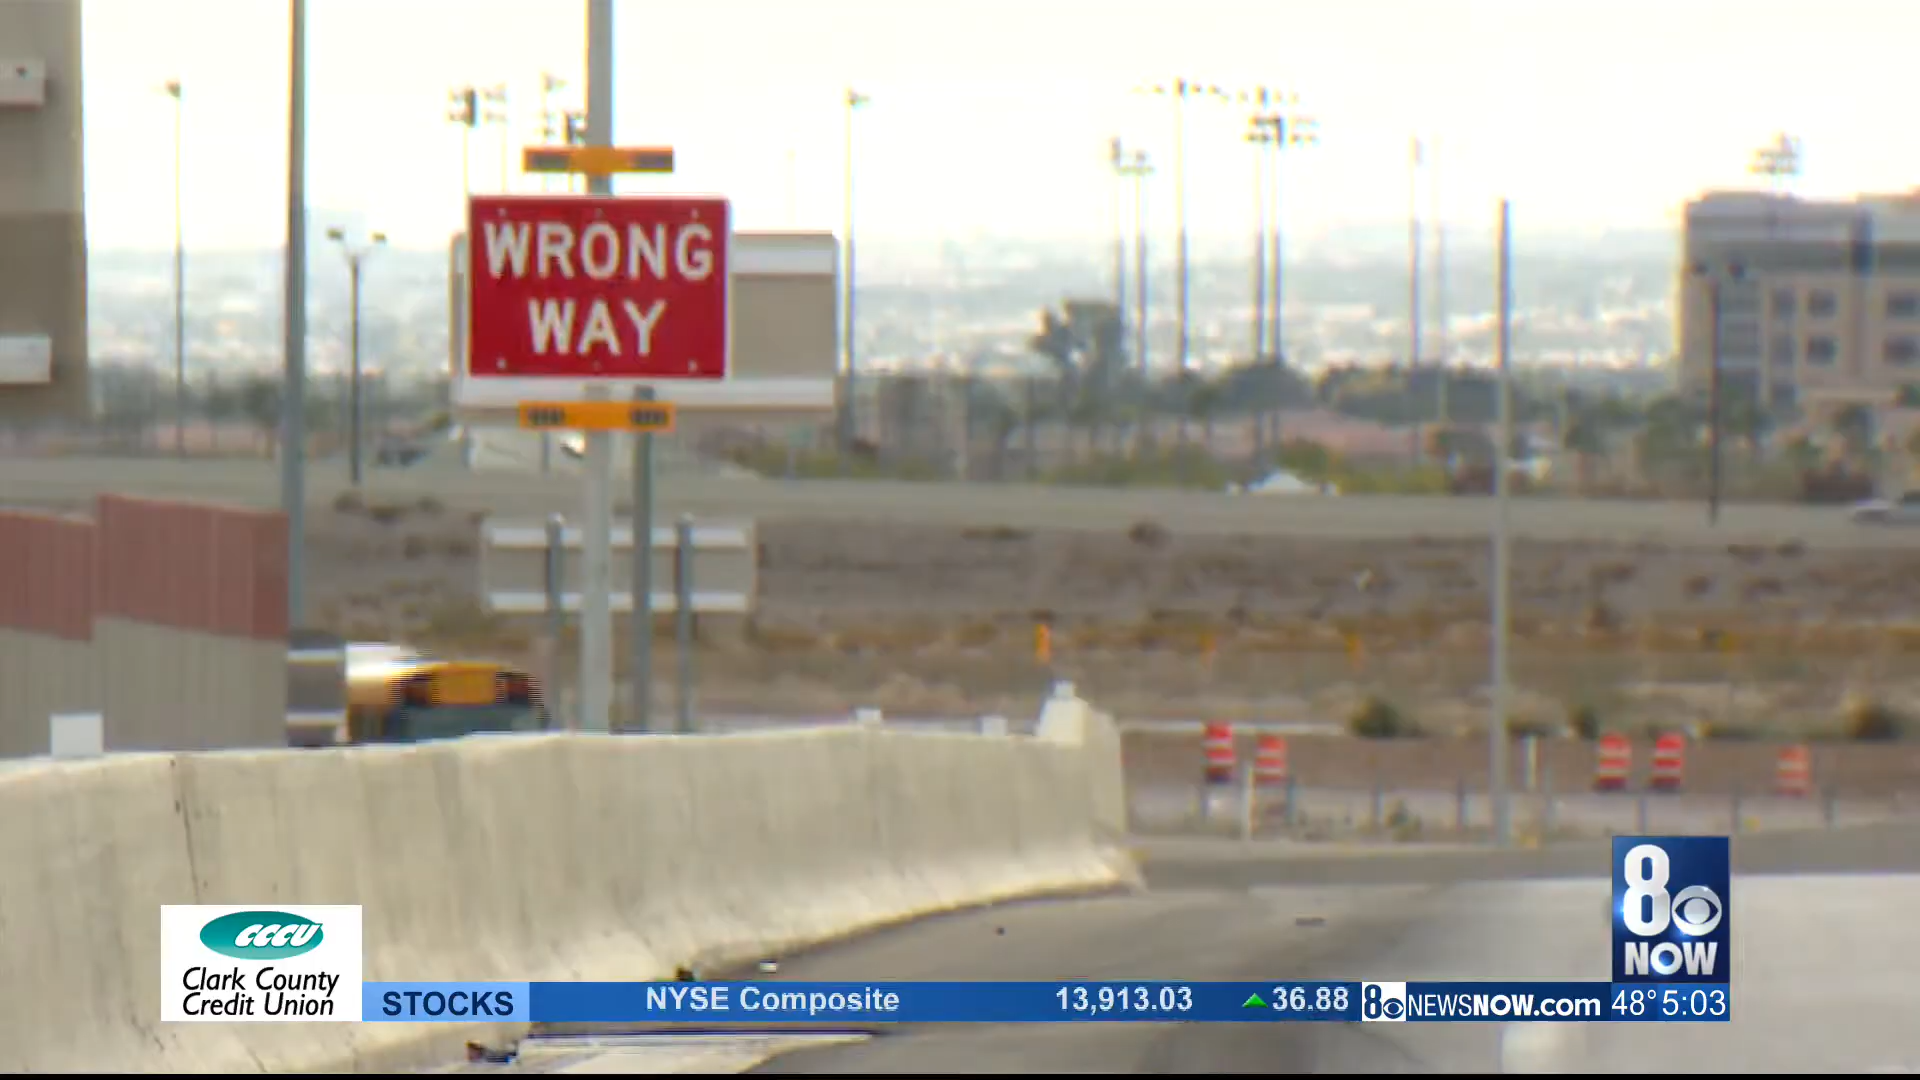 WRONG
WAY
CCCU
Clark County
Credit Union
STOCKS
NYSE Composite
13,913.03
36.88
8 NEWSNOW.com
8
NOW
48° 5:03